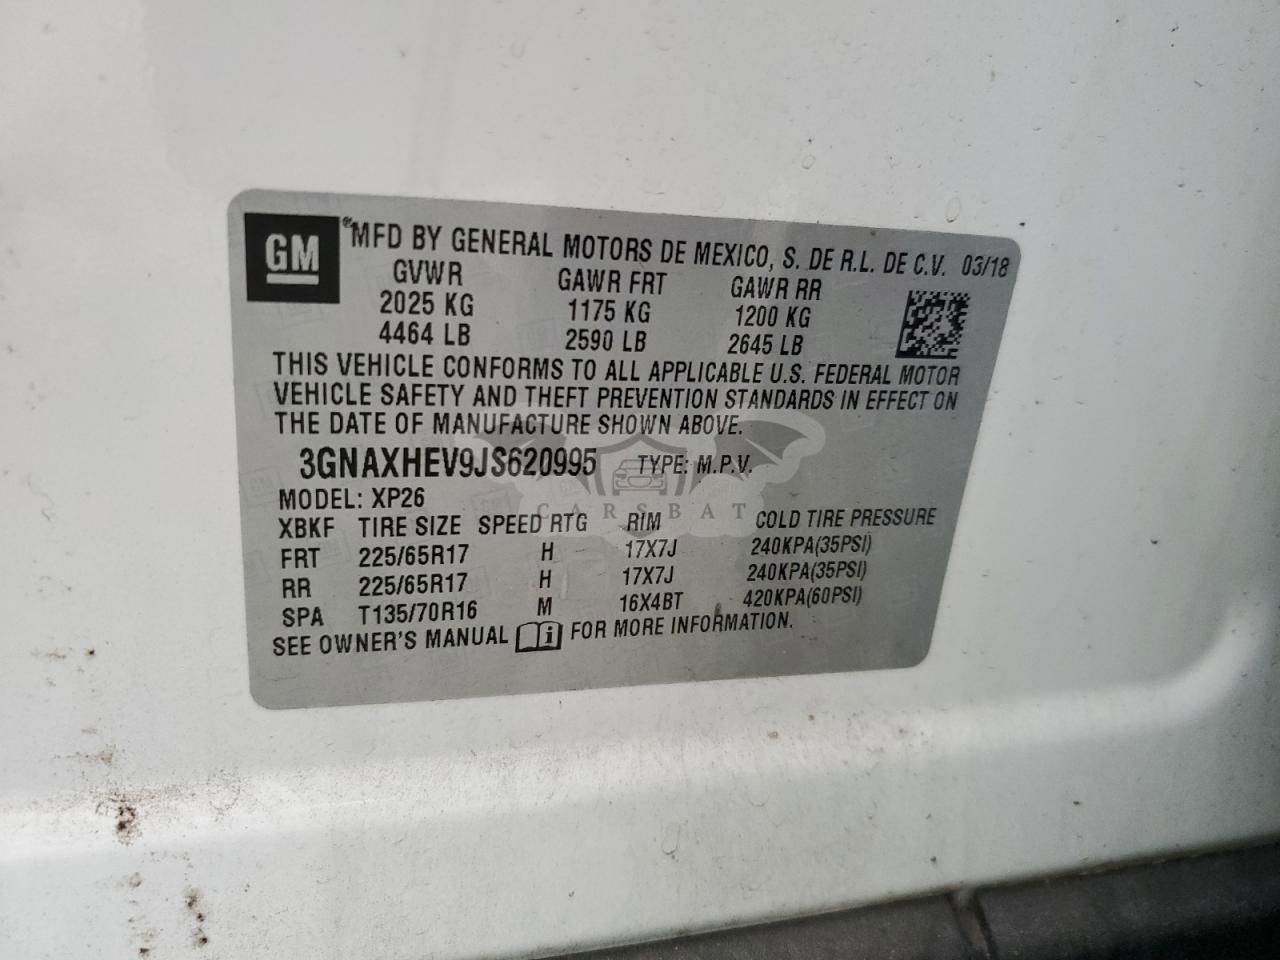 GM
®MFD BY GENERAL MOTORS DE MEXICO, S. DE R.L. DE C.V. 03/18
GVWR GAWR FRT GAWR RR
2025 KG 1175 KG 1200 KG
4464 LB 2590 LB 2645 LB
THIS VEHICLE CONFORMS TO ALL APPLICABLE U.S. FEDERAL MOTOR
VEHICLE SAFETY AND THEFT PREVENTION STANDARDS IN EFFECT ON
THE DATE OF MANUFACTURE SHOWN ABOVE.
3GNAXHEV9JS620995 TYPE: M.P.V.
MODEL: XP26
CARSBAT
XBKF TIRE SIZE SPEED RTG RIM COLD TIRE PRESSURE
FRT 225/65R17 H 17X7J 240KPA(35PSI)
RR 225/65R17 H 17X7J 240KPA(35PSI)
SPA T135/70R16 M 16X4BT 420KPA(60PSI)
SEE OWNER'S MANUAL i FOR MORE INFORMATION.